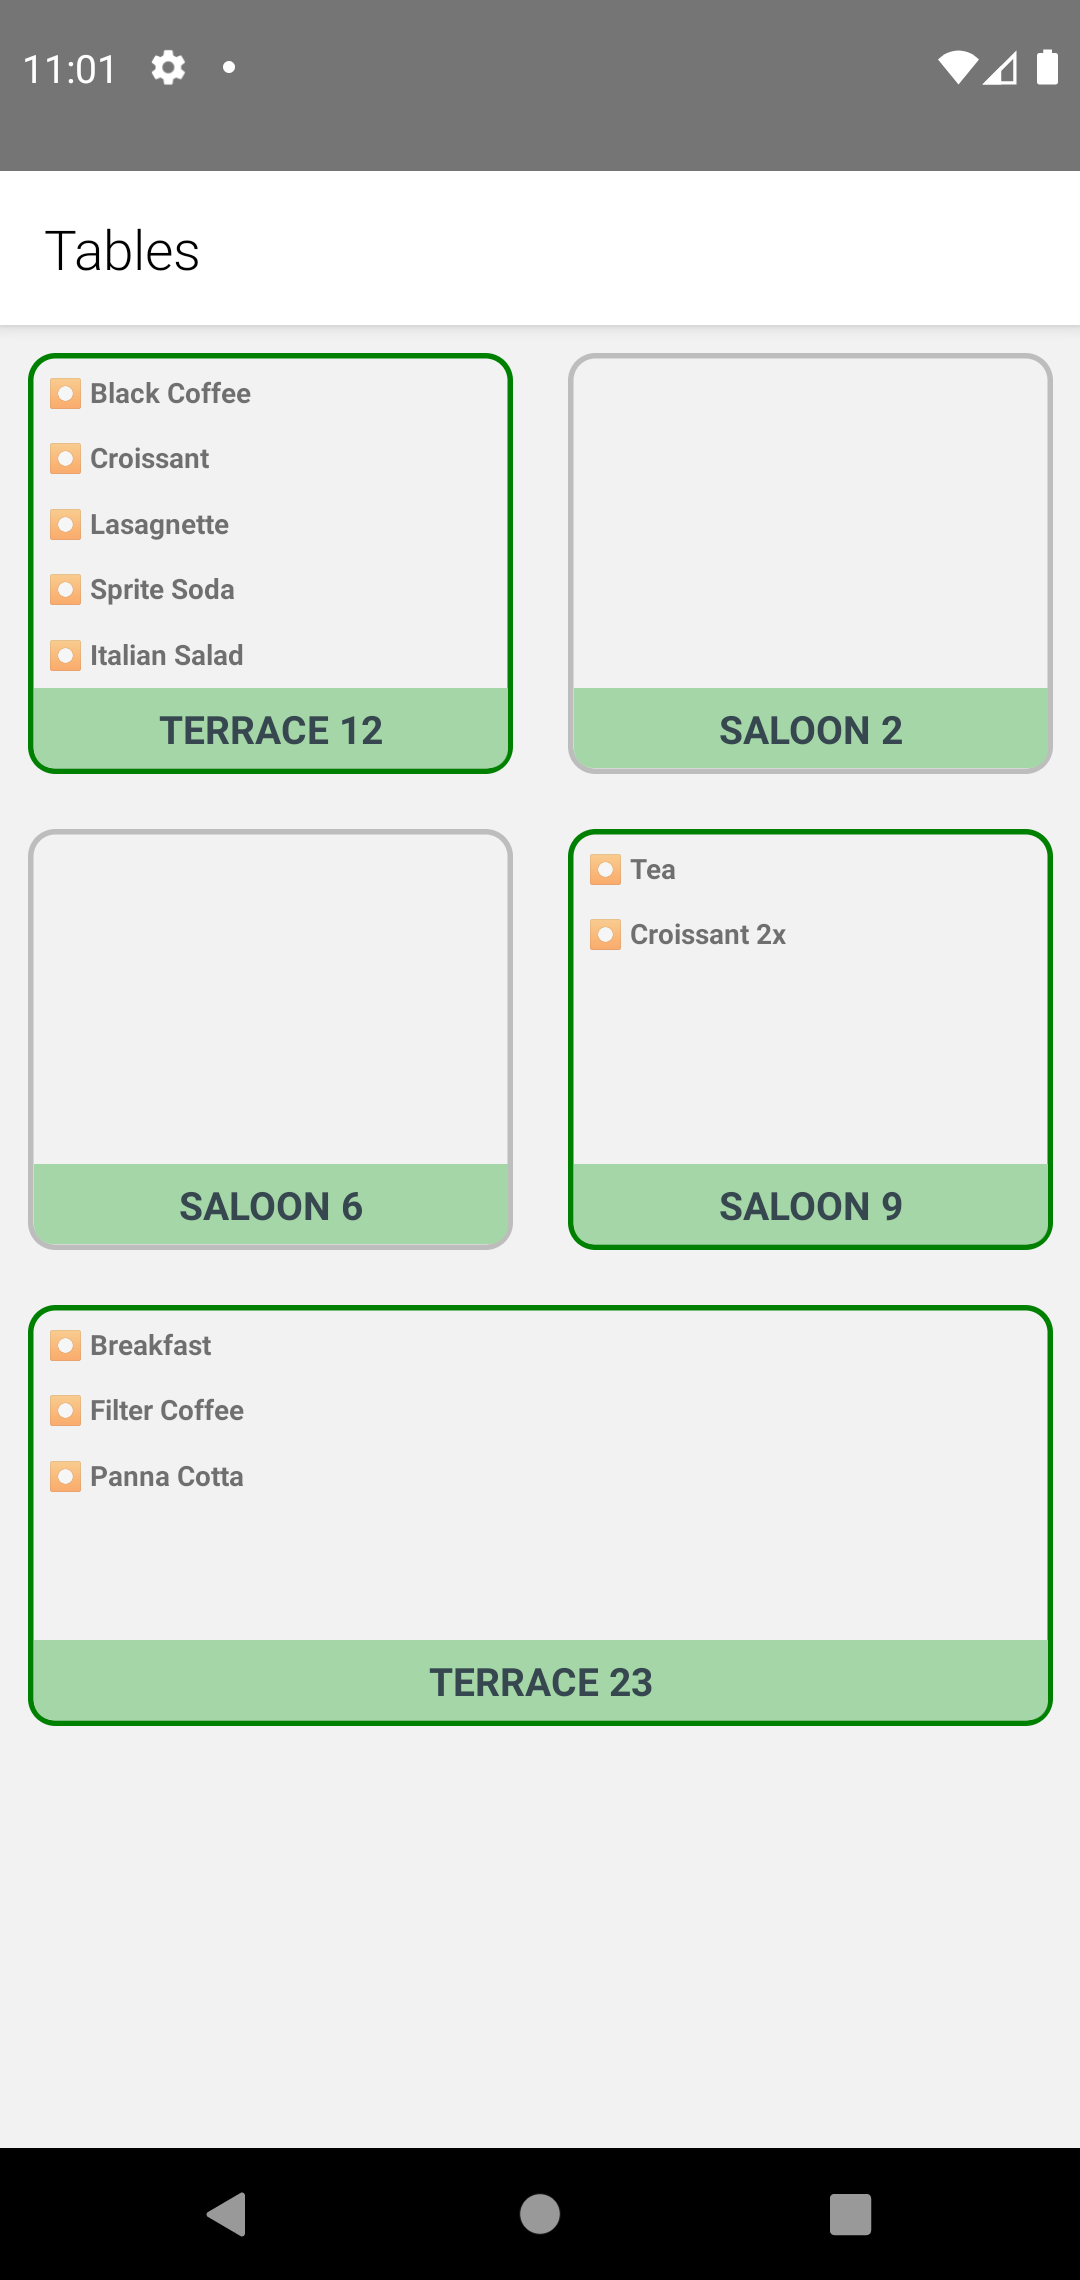 11:01
Tables
Black Coffee
Croissant
Lasagnette
Sprite Soda
Italian Salad
TERRACE 12
SALOON 2
SALOON 6
Tea
Croissant 2x
SALOON 9
Breakfast
Filter Coffee
Panna Cotta
TERRACE 23